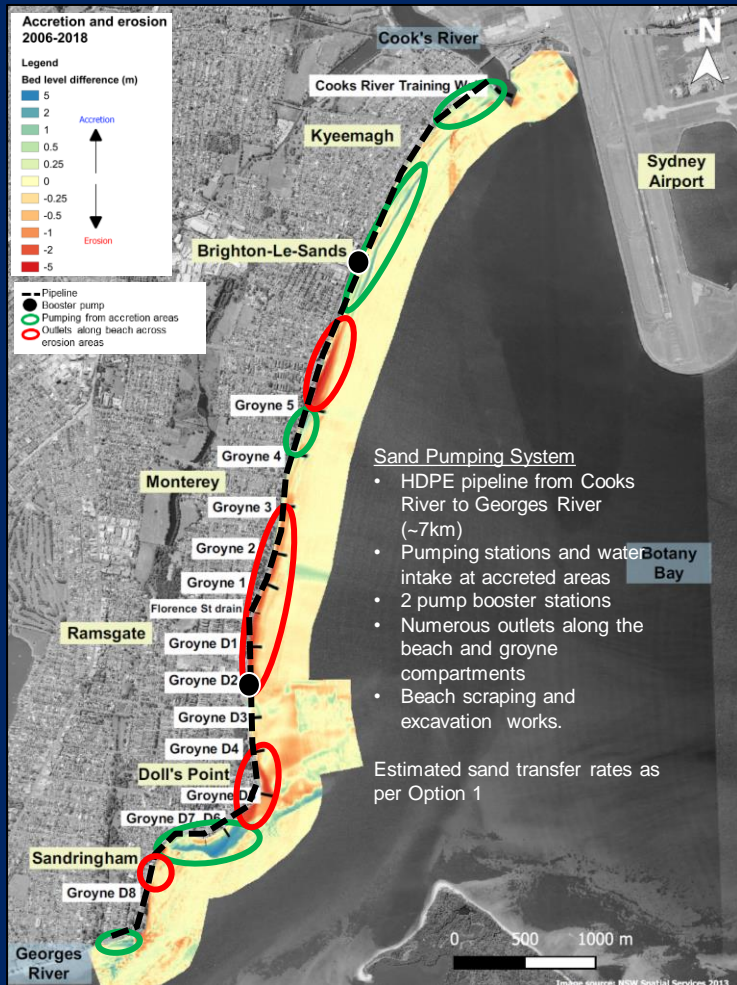 Accretion and erosion
2006-2018
Legend
Bed level difference (m)
5
2
1
0.5
0.25
0
-0.25
-0.5
-1
-2
-5
Accretion
Erosion
Pipeline
Booster pump
Pumping from accretion areas
Outlets along beach across
erosion areas
N
Cook's River
Cooks River Training
Kyeemagh
Sydney
Airport
Brighton-Le-Sands
Groyne 5
Groyne 4
Monterey
Groyne 3
Groyne 2
Groyne 1
Florence St drain
Ramsgate
Groyne D1
Groyne D2
Groyne D3
Groyne D4
Doll's Point
Groyne D
Groyne D7 D6
Sandringham
Groyne D8
Georges
River
Botany
Bay
Sand Pumping System
• HDPE pipeline from Cooks
River to Georges River
(~7km)
• Pumping stations and water
intake at accreted areas
• 2 pump booster stations
• Numerous outlets along the
beach and groyne
compartments
• Beach scraping and
excavation works.
Estimated sand transfer rates as
per Option 1
0 500 1000 m
Image source: NSW Spatial Services 2013